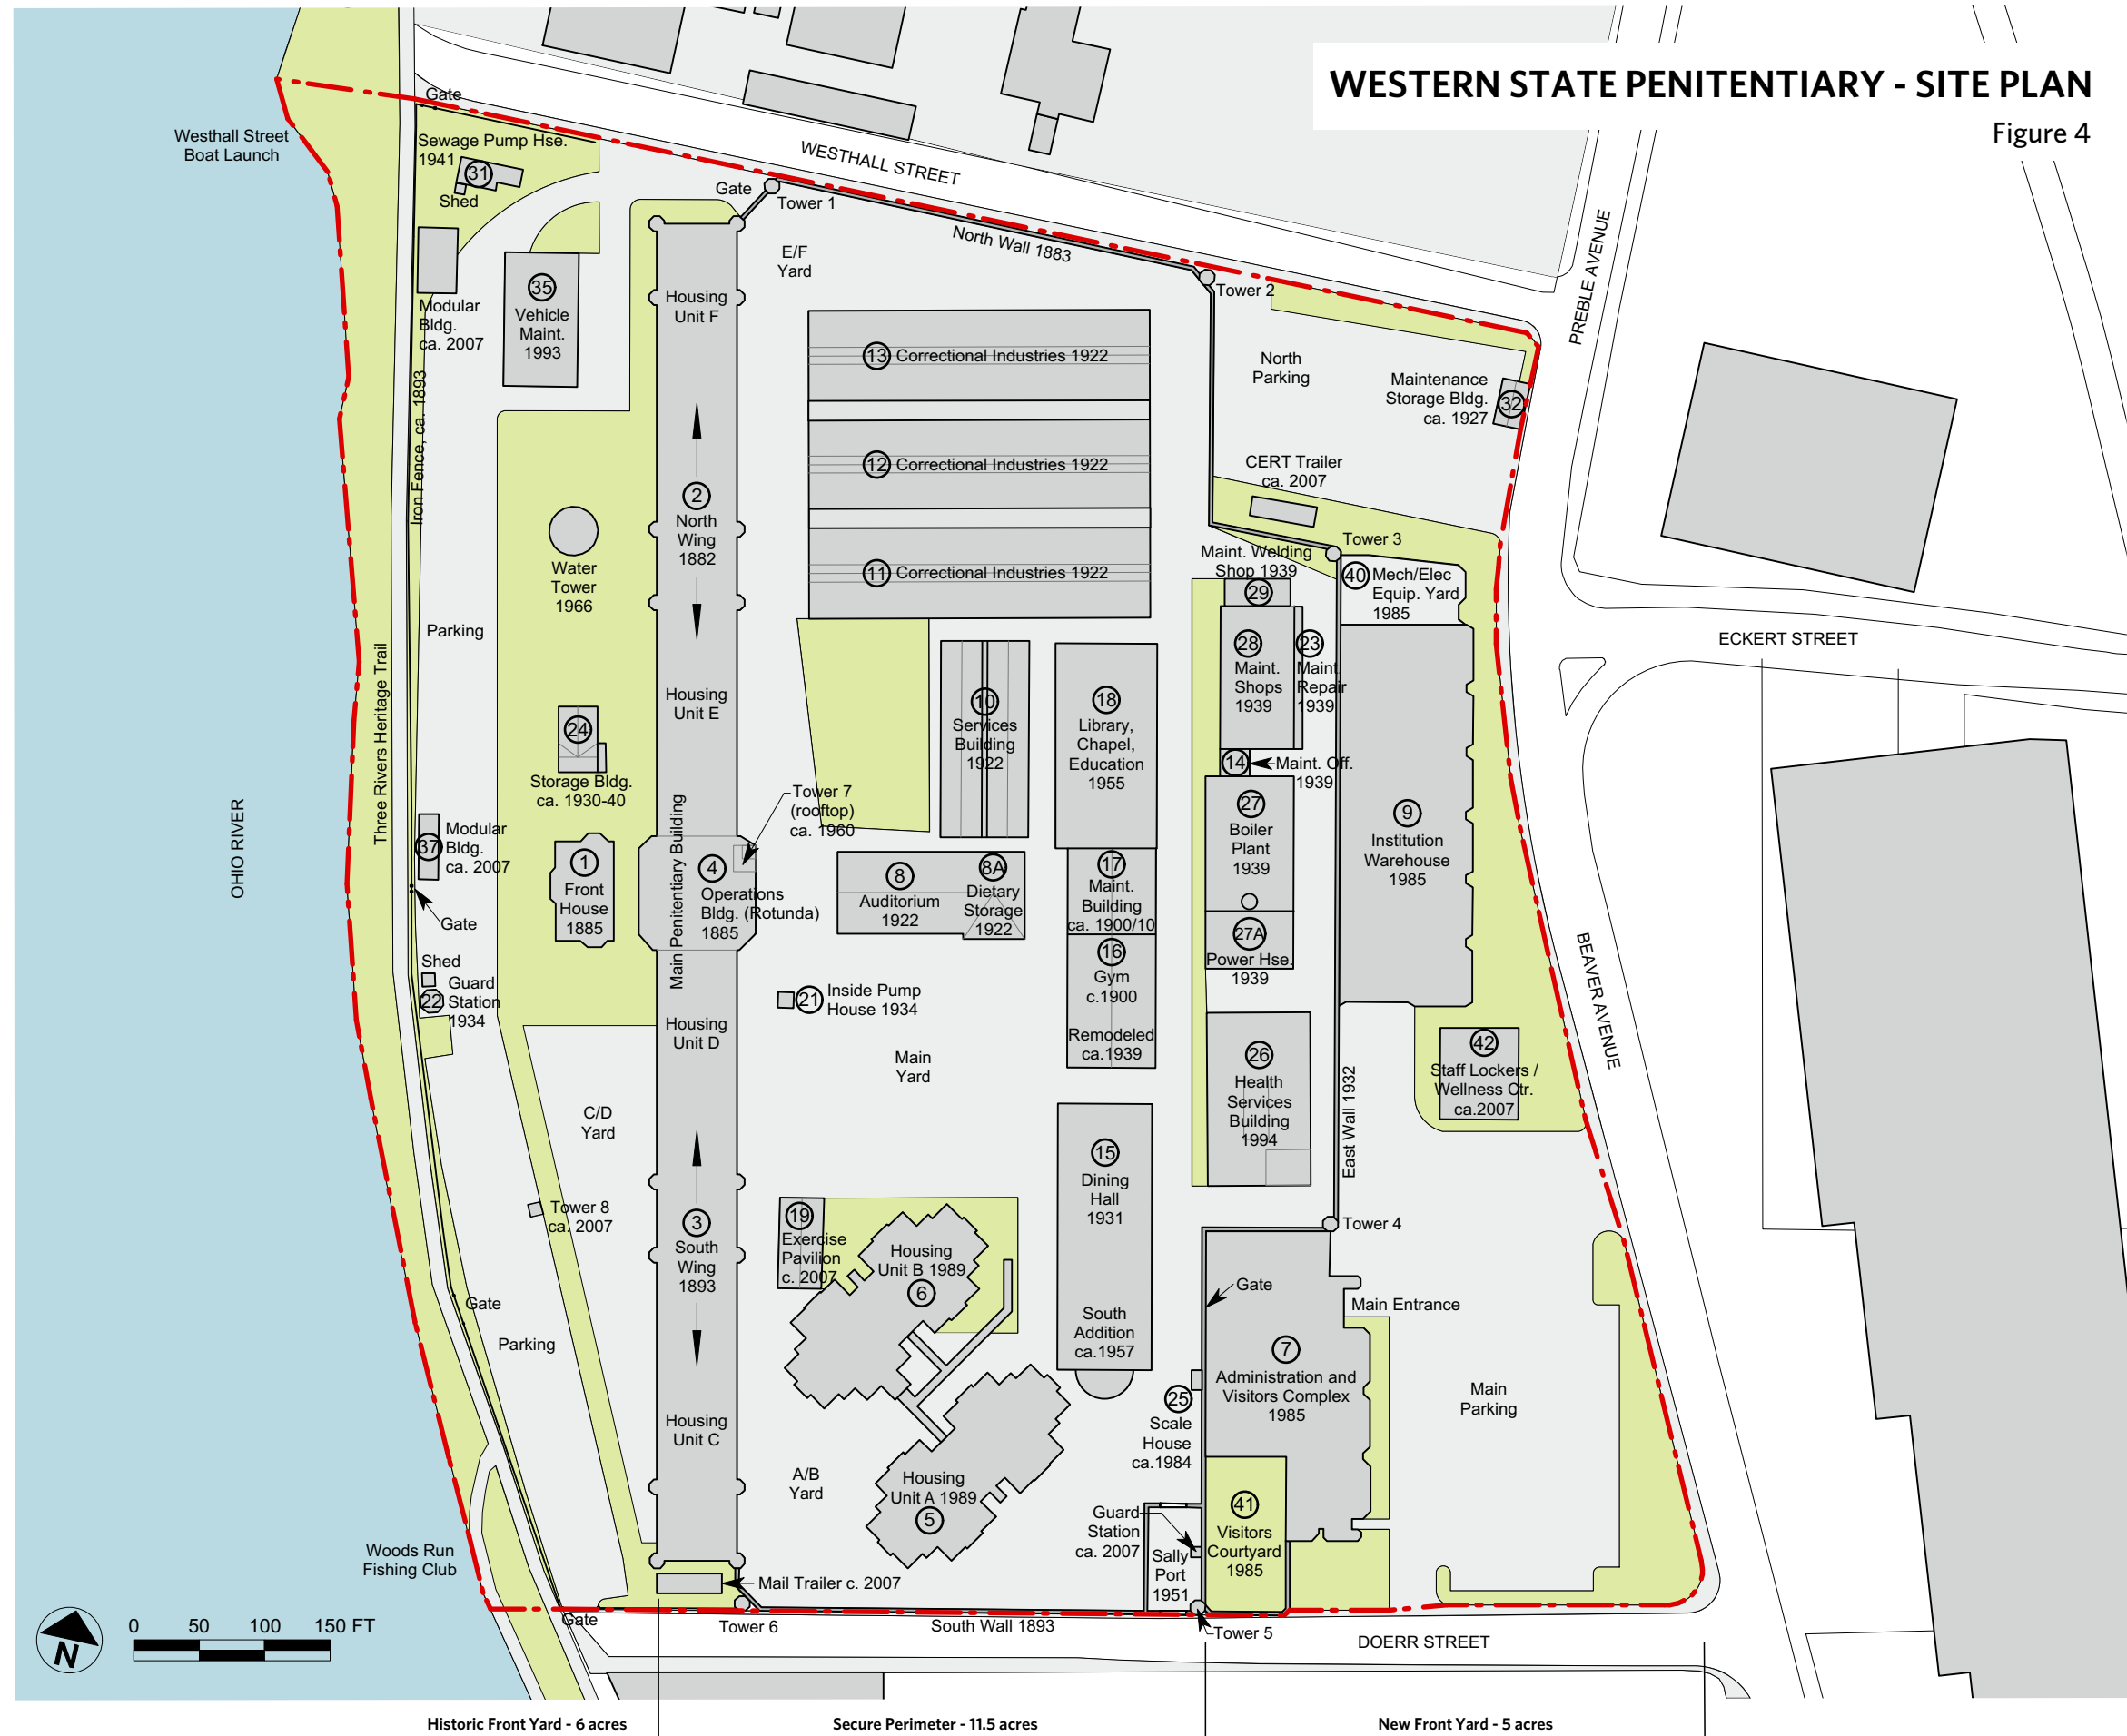 WESTERN STATE PENITENTIARY - SITE PLAN
Figure 4
Gate
Westhall Street
Boat Launch
Sewage Pump Hse.
1941
31
Shed
WESTHALL STREET
Gate
Tower 1
North Wall 1883
Tower 2
PREBLE AVENUE
E/F
Yard
Modular
Bldg.
ca. 2007
35
Vehicle
Maint.
1993
Housing
Unit F
13 Correctional Industries 1922
12 Correctional Industries 1922
11 Correctional Industries 1922
North
Parking
Maintenance
Storage Bldg.
ca. 1927
32
CERT Trailer
ca. 2007
Iron Fence, ca. 1893
2
North
Wing
1882
Water
Tower
1966
Tower 3
Maint. Welding
Shop 1939
29
40 Mech/Elec
Equip. Yard
1985
ECKERT STREET
Parking
Three Rivers Heritage Trail
OHIO RIVER
Housing
Unit E
24
Storage Bldg.
ca. 1930-40
10
Services
Building
1922
18
Library,
Chapel,
Education
1955
28
Maint.
Shops
1939
23
Maint.
Repair
1939
14
Maint. Off.
1939
Tower 7
(rooftop)
ca. 1960
37
Modular
Bldg.
ca. 2007
1
Front
House
1885
Main Penitentiary Building
4
Operations
Bldg. (Rotunda)
1885
8
Auditorium
1922
8A
Dietary
Storage
1922
17
Maint.
Building
ca. 1900/10
27
Boiler
Plant
1939
9
Institution
Warehouse
1985
27A
Power Hse.
1939
Gate
Shed
22
Guard
Station
1934
16
Gym
c.1900
Remodeled
ca.1939
21
Inside Pump
House 1934
Housing
Unit D
Main
Yard
BEAVER AVENUE
26
Health
Services
Building
1994
East Wall 1932
42
Staff Lockers /
Wellness Ctr.
ca.2007
C/D
Yard
15
Dining
Hall
1931
South
Addition
ca.1957
Tower 8
ca. 2007
3
South
Wing
1893
19
Exercise
Pavilion
c. 2007
Housing
Unit B 1989
6
Tower 4
Gate
Main Entrance
Gate
Parking
7
Administration and
Visitors Complex
1985
Main
Parking
25
Scale
House
ca.1984
Housing
Unit C
A/B
Yard
Housing
Unit A 1989
5
Guard
Station
ca. 2007
Sally
Port
1951
41
Visitors
Courtyard
1985
Woods Run
Fishing Club
Mail Trailer c. 2007
Gate
Tower 6
South Wall 1893
Tower 5
DOERR STREET
N
0 50 100 150 FT
Historic Front Yard - 6 acres
Secure Perimeter - 11.5 acres
New Front Yard - 5 acres